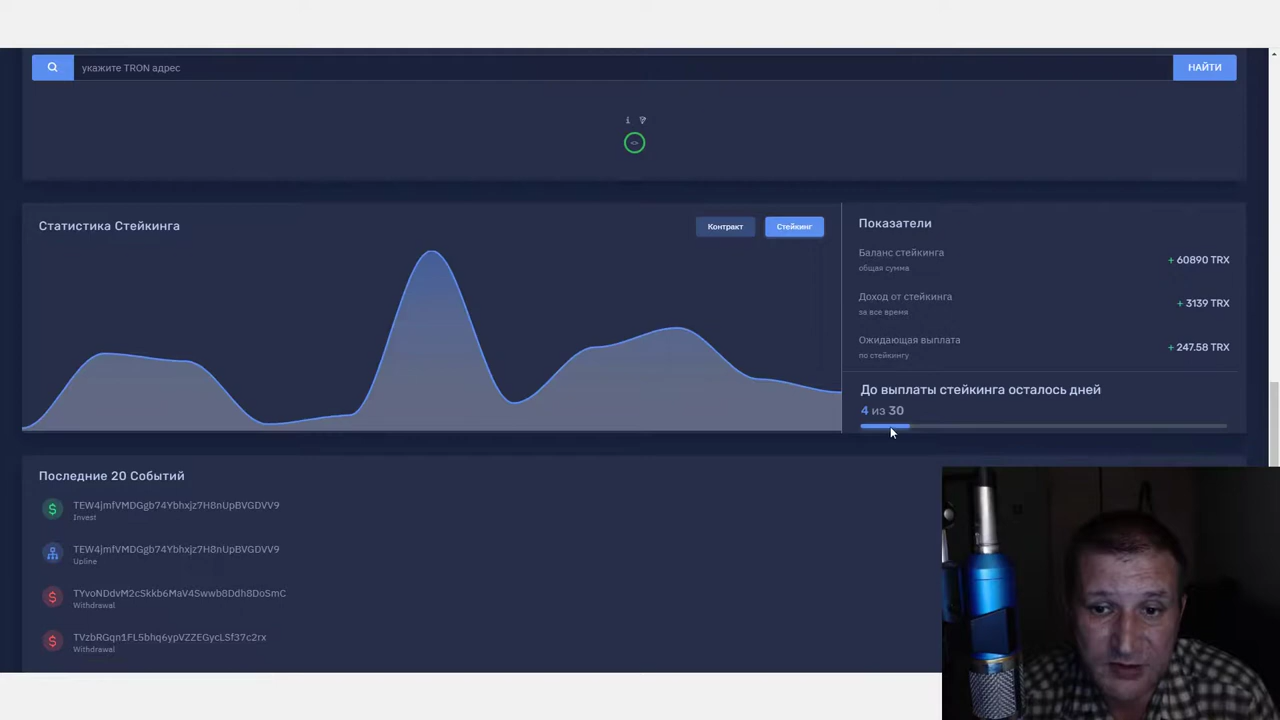 укажите TRON адрес
НАЙТИ
Статистика Стейкинга
Контракт
Стейкинг
Показатели
Баланс стейкинга
общая сумма
+ 60890 TRX
Доход от стейкинга
за все время
+ 3139 TRX
Ожидающая выплата
по стейкингу
+ 247.58 TRX
До выплаты стейкинга осталось дней
4 из 30
Последние 20 Событий
TEW4jmfVMDGgb74Ybhxjz7H8nUpBVGDVV9
Invest
TEW4jmfVMDGgb74Ybhxjz7H8nUpBVGDVV9
Upline
TYvoNDdvM2cSkkb6MaV4Swwb8Ddh8DoSmC
Withdrawal
TVzbRGqn1FL5bhq6ypVZZEGycLSf37c2rx
Withdrawal